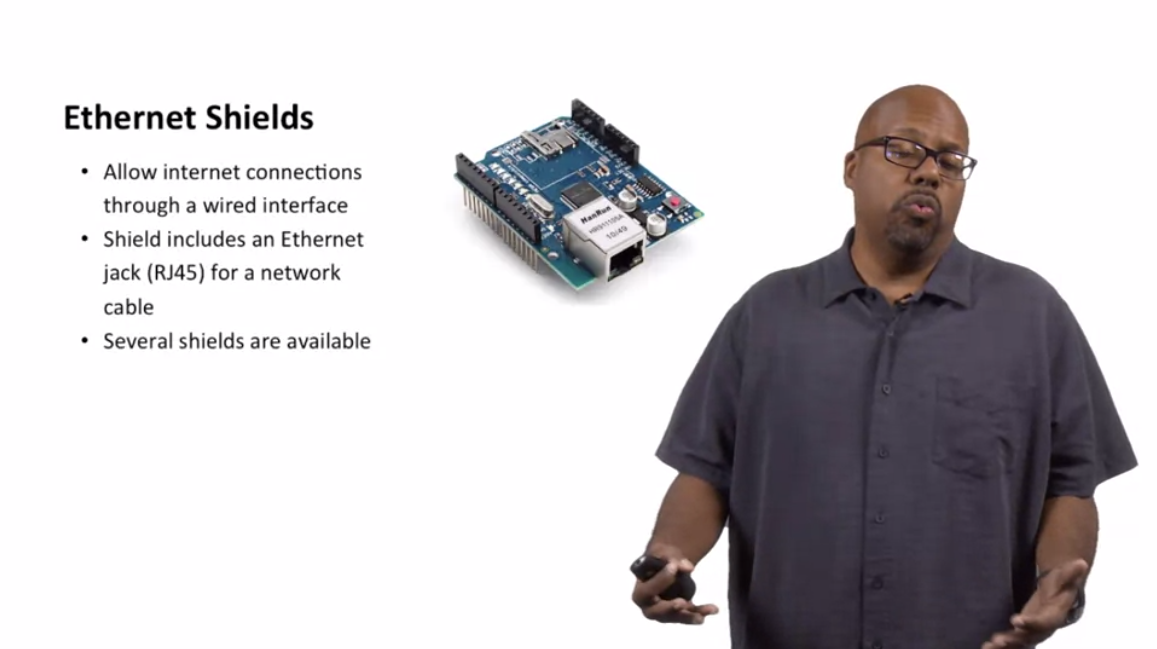 Ethernet Shields
• Allow internet connections
through a wired interface
• Shield includes an Ethernet
jack (RJ45) for a network
cable
• Several shields are available
HanRun
HR911105A
10/49